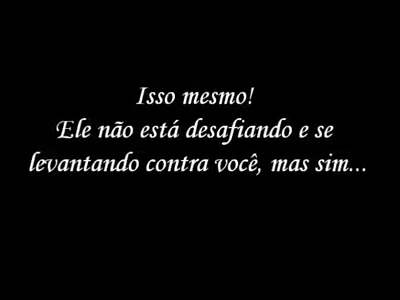 Isso mesmo!
Ele não está desafiando e se
levantando contra você, mas sim...